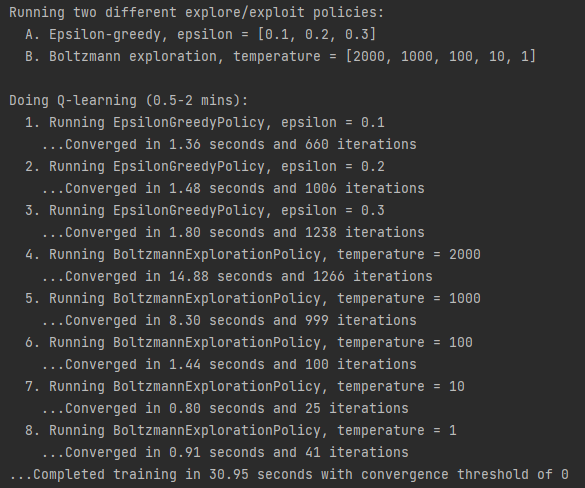 Running two different explore/exploit policies:
A. Epsilon-greedy, epsilon = [0.1, 0.2, 0.3]
B. Boltzmann exploration, temperature = [2000, 1000, 100, 10, 1]
Doing Q-learning (0.5-2 mins):
1. Running EpsilonGreedyPolicy, epsilon = 0.1
...Converged in 1.36 seconds and 660 iterations
2. Running EpsilonGreedyPolicy, epsilon = 0.2
...Converged in 1.48 seconds and 1006 iterations
3. Running EpsilonGreedyPolicy, epsilon = 0.3
...Converged in 1.80 seconds and 1238 iterations
4. Running BoltzmannExplorationPolicy, temperature = 2000
...Converged in 14.88 seconds and 1266 iterations
5. Running BoltzmannExplorationPolicy, temperature = 1000
...Converged in 8.30 seconds and 999 iterations
6. Running BoltzmannExplorationPolicy, temperature = 100
...Converged in 1.44 seconds and 100 iterations
7. Running BoltzmannExplorationPolicy, temperature = 10
...Converged in 0.80 seconds and 25 iterations
8. Running BoltzmannExplorationPolicy, temperature = 1
...Converged in 0.91 seconds and 41 iterations
...Completed training in 30.95 seconds with convergence threshold of 0